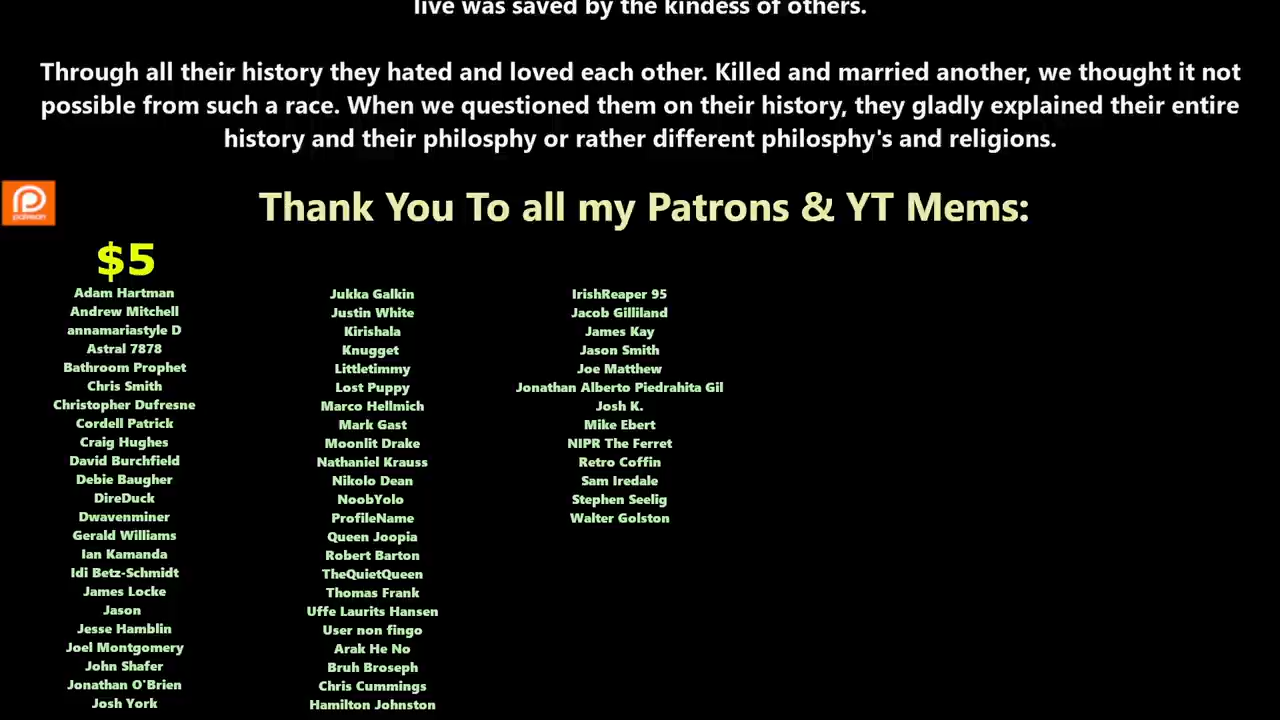 live was saved by the kindess of others.
Through all their history they hated and loved each other. Killed and married another, we thought it not
possible from such a race. When we questioned them on their history, they gladly explained their entire
history and their philosphy or rather different philosphy's and religions.
patreon
Thank You To all my Patrons & YT Mems:
$5
Adam Hartman
Andrew Mitchell
annamariastyle D
Astral 7878
Bathroom Prophet
Chris Smith
Christopher Dufresne
Cordell Patrick
Craig Hughes
David Burchfield
Debie Baugher
DireDuck
Dwavenminer
Gerald Williams
Ian Kamanda
Idi Betz-Schmidt
James Locke
Jason
Jesse Hamblin
Joel Montgomery
John Shafer
Jonathan O'Brien
Josh York
Jukka Galkin
Justin White
Kirishala
Knugget
Littletimmy
Lost Puppy
Marco Hellmich
Mark Gast
Moonlit Drake
Nathaniel Krauss
Nikolo Dean
NoobYolo
ProfileName
Queen Joopia
Robert Barton
TheQuietQueen
Thomas Frank
Uffe Laurits Hansen
User non fingo
Arak He No
Bruh Broseph
Chris Cummings
Hamilton Johnston
IrishReaper 95
Jacob Gilliland
James Kay
Jason Smith
Joe Matthew
Jonathan Alberto Piedrahita Gil
Josh K.
Mike Ebert
NIPR The Ferret
Retro Coffin
Sam Iredale
Stephen Seelig
Walter Golston